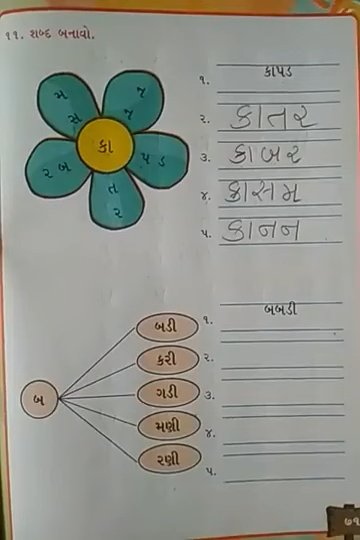 ૧૧. શબ્દ બનાવો.
મ
સ
ન
ન
કા
ર બ
પ ડ
ત
ર
૧. કાપડ
૨. કાતર
૩. કાબર
૪. કાસમ
૫. કાનન
બ
બડી
કરી
ગડી
મણી
રણી
૧. બબડી
૨.
૩.
૪.
૫.
૭૧